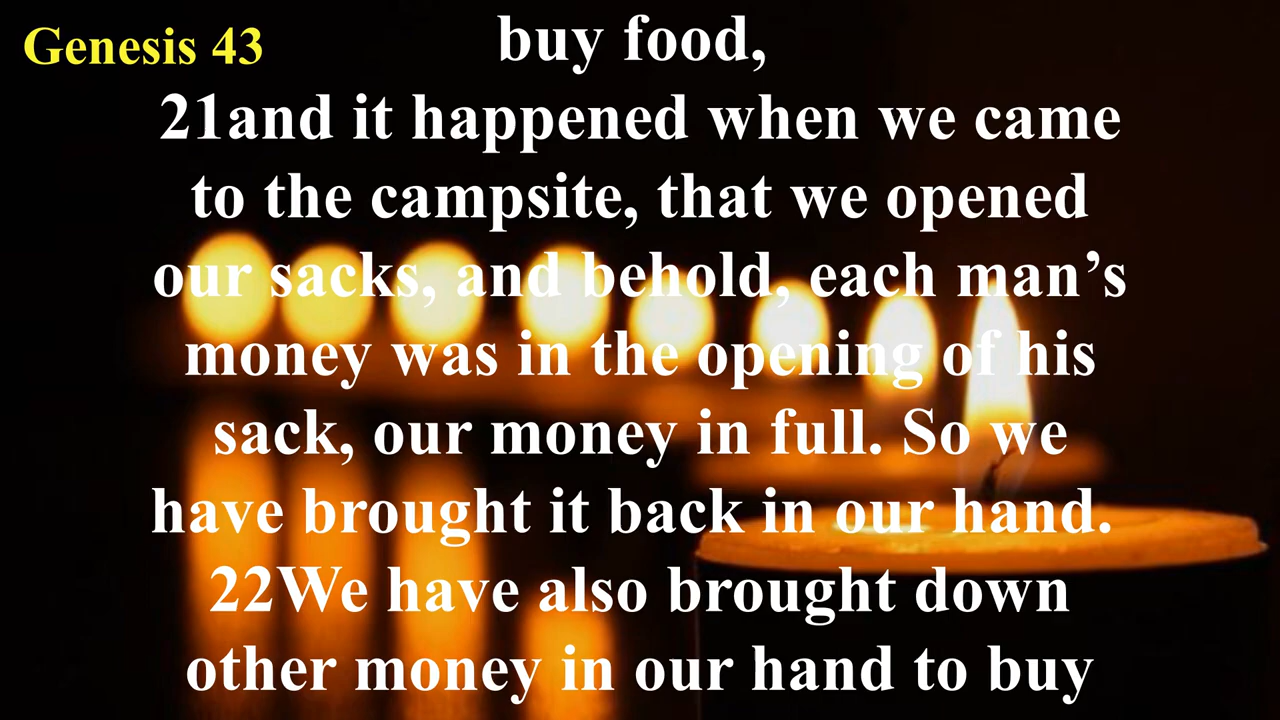 Genesis 43
buy food,
21and it happened when we came
to the campsite, that we opened
our sacks, and behold, each man’s
money was in the opening of his
sack, our money in full. So we
have brought it back in our hand.
22We have also brought down
other money in our hand to buy